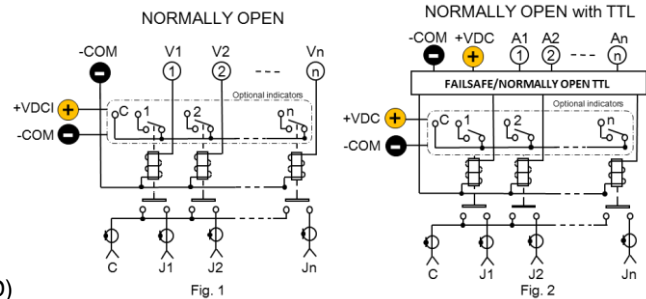 NORMALLY OPEN
-COM
V1
V2
Vn
1
2
n
Optional indicators
+VDCI
-COM
C
1
2
n
C
J1
J2
Jn
Fig. 1
NORMALLY OPEN with TTL
-COM
+VDC
A1
A2
An
1
2
n
FAILSAFE/NORMALLY OPEN TTL
Optional indicators
+VDC
-COM
C
1
2
n
C
J1
J2
Jn
Fig. 2